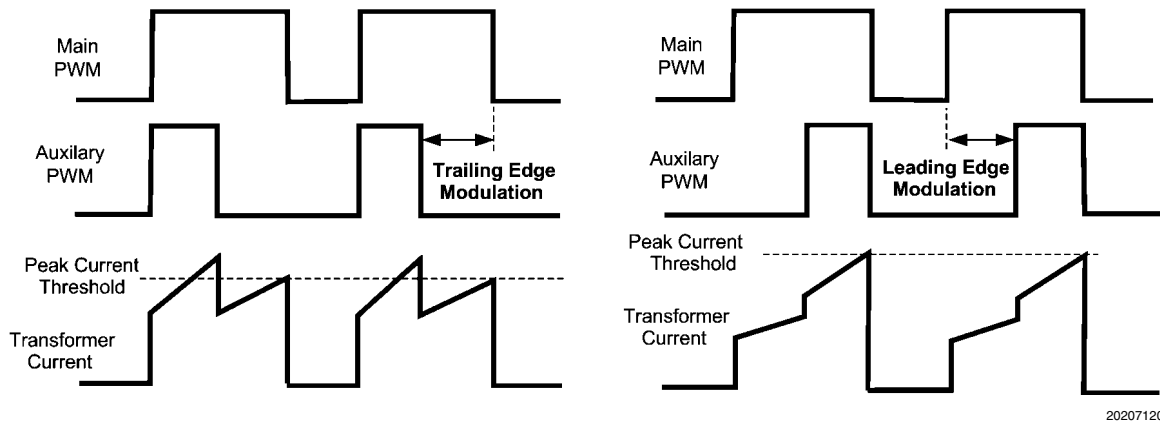 Main
PWM
Auxilary
PWM
Trailing Edge
Modulation
Peak Current
Threshold
Transformer
Current
Main
PWM
Auxilary
PWM
Leading Edge
Modulation
Peak Current
Threshold
Transformer
Current
20207120